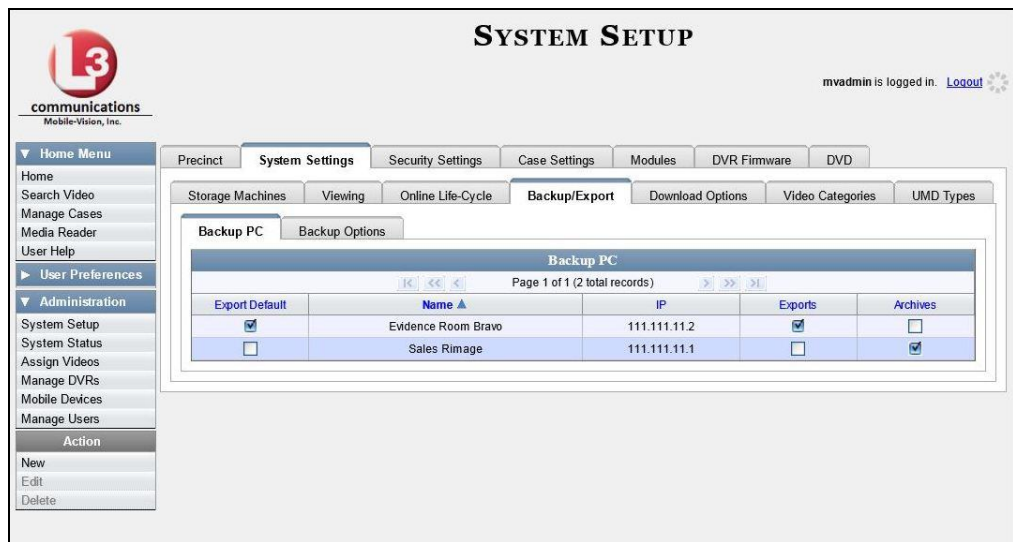 SYSTEM SETUP
L3
communications
Mobile-Vision, Inc.
mvadmin is logged in. Logout
▼ Home Menu
Home
Search Video
Manage Cases
Media Reader
User Help
▶ User Preferences
▼ Administration
System Setup
System Status
Assign Videos
Manage DVRs
Mobile Devices
Manage Users
Action
New
Edit
Delete
Precinct System Settings Security Settings Case Settings Modules DVR Firmware DVD
Storage Machines Viewing Online Life-Cycle Backup/Export Download Options Video Categories UMD Types
Backup PC Backup Options
Backup PC
|< << < Page 1 of 1 (2 total records) > >> >|
Export Default Name ▲ IP Exports Archives
Evidence Room Bravo 111.111.11.2
Sales Rimage 111.111.11.1